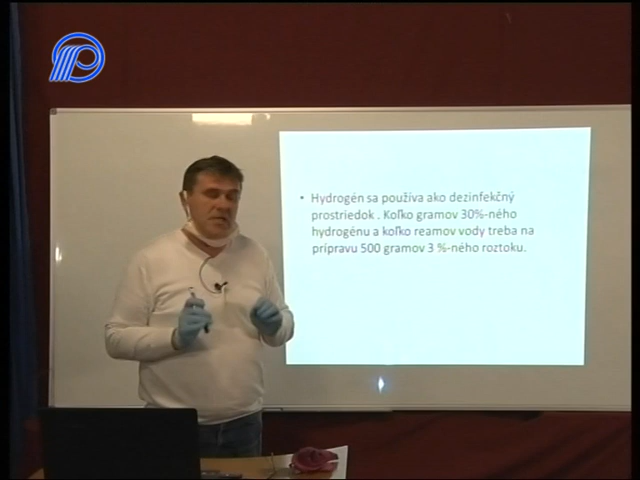 • Hydrogén sa používa ako dezinfekčný
prostriedok . Koľko gramov 30%-ného
hydrogénu a koľko reamov vody treba na
prípravu 500 gramov 3 %-ného roztoku.